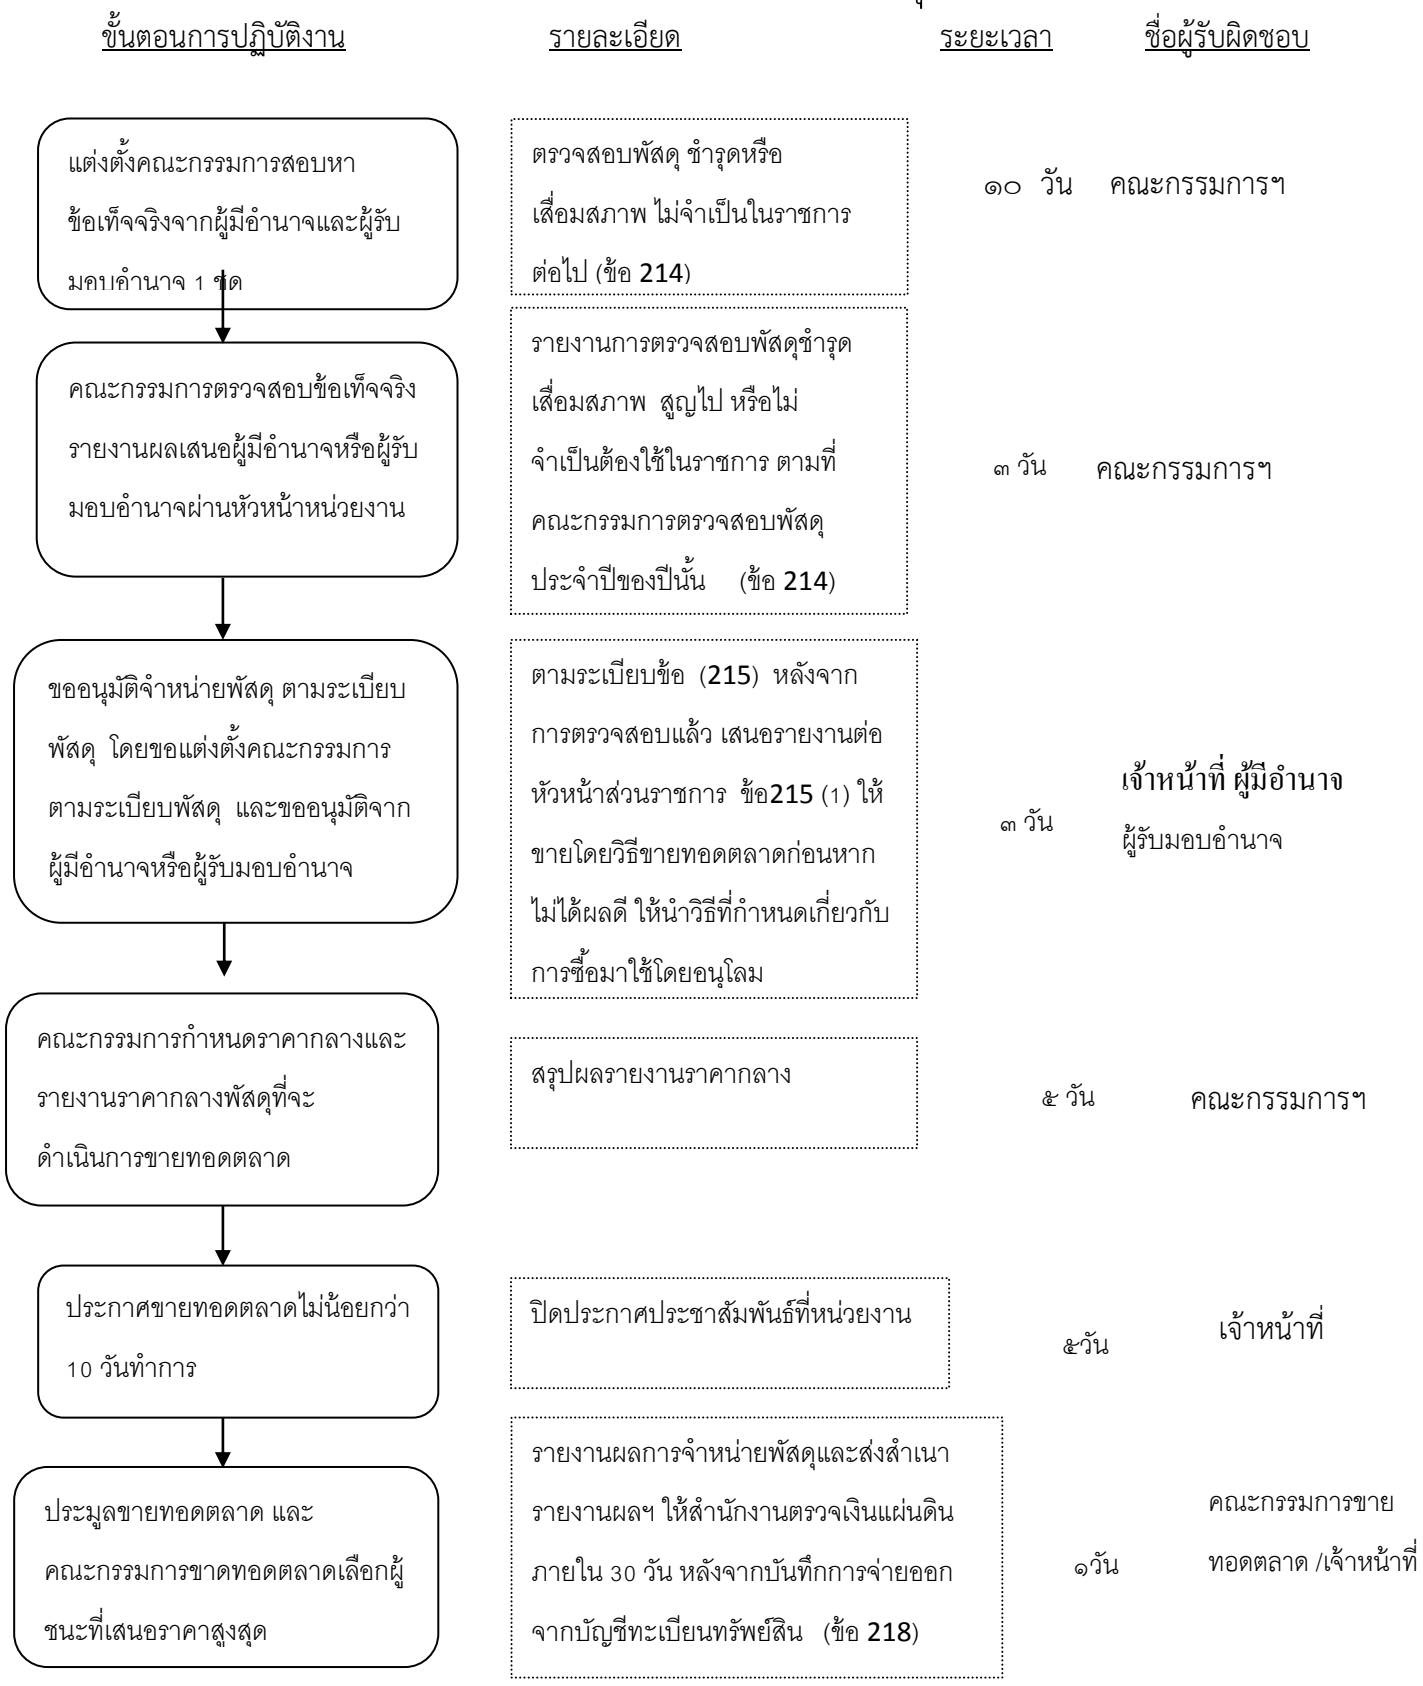 ขั้นตอนการปฏิบัติงาน รายละเอียด ระยะเวลา ชื่อผู้รับผิดชอบ
แต่งตั้งคณะกรรมการสอบหา
ข้อเท็จจริงจากผู้มีอำนาจและผู้รับ
มอบอำนาจ 1 ชุด
ตรวจสอบพัสดุ ชำรุดหรือ
เสื่อมสภาพ ไม่จำเป็นในราชการ
ต่อไป (ข้อ 214)
๑๐ วัน คณะกรรมการฯ
คณะกรรมการตรวจสอบข้อเท็จจริง
รายงานผลเสนอผู้มีอำนาจหรือผู้รับ
มอบอำนาจผ่านหัวหน้าหน่วยงาน
รายงานการตรวจสอบพัสดุชำรุด
เสื่อมสภาพ สูญไป หรือไม่
จำเป็นต้องใช้ในราชการ ตามที่
คณะกรรมการตรวจสอบพัสดุ
ประจำปีของปีนั้น (ข้อ 214)
๓ วัน คณะกรรมการฯ
ขออนุมัติจำหน่ายพัสดุ ตามระเบียบ
พัสดุ โดยขอแต่งตั้งคณะกรรมการ
ตามระเบียบพัสดุ และขออนุมัติจาก
ผู้มีอำนาจหรือผู้รับมอบอำนาจ
ตามระเบียบข้อ (215) หลังจาก
การตรวจสอบแล้ว เสนอรายงานต่อ
หัวหน้าส่วนราชการ ข้อ215 (1) ให้
ขายโดยวิธีขายทอดตลาดก่อนหาก
ไม่ได้ผลดี ให้นำวิธีที่กำหนดเกี่ยวกับ
การซื้อมาใช้โดยอนุโลม
๓ วัน
เจ้าหน้าที่ ผู้มีอำนาจ
ผู้รับมอบอำนาจ
คณะกรรมการกำหนดราคากลางและ
รายงานราคากลางพัสดุที่จะ
ดำเนินการขายทอดตลาด
สรุปผลรายงานราคากลาง
๕ วัน คณะกรรมการฯ
ประกาศขายทอดตลาดไม่น้อยกว่า
10 วันทำการ
ปิดประกาศประชาสัมพันธ์ที่หน่วยงาน
๕วัน เจ้าหน้าที่
ประมูลขายทอดตลาด และ
คณะกรรมการขาดทอดตลาดเลือกผู้
ชนะที่เสนอราคาสูงสุด
รายงานผลการจำหน่ายพัสดุและส่งสำเนา
รายงานผลฯ ให้สำนักงานตรวจเงินแผ่นดิน
ภายใน 30 วัน หลังจากบันทึกการจ่ายออก
จากบัญชีทะเบียนทรัพย์สิน (ข้อ 218)
๑วัน
คณะกรรมการขาย
ทอดตลาด /เจ้าหน้าที่